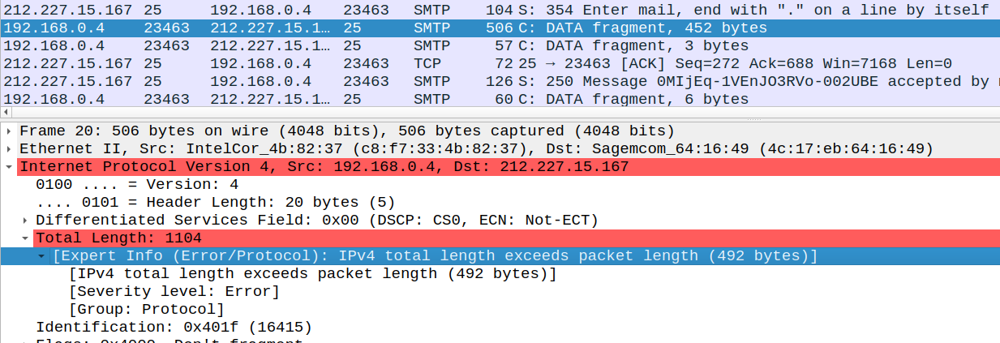 212.227.15.167 25 192.168.0.4 23463 SMTP 104 S: 354 Enter mail, end with "." on a line by itself
192.168.0.4 23463 212.227.15.1… 25 SMTP 506 C: DATA fragment, 452 bytes
192.168.0.4 23463 212.227.15.1… 25 SMTP 57 C: DATA fragment, 3 bytes
212.227.15.167 25 192.168.0.4 23463 TCP 72 25 → 23463 [ACK] Seq=272 Ack=688 Win=7168 Len=0
212.227.15.167 25 192.168.0.4 23463 SMTP 126 S: 250 Message 0MIjEq-1VEnJO3RVo-002UBE accepted by
192.168.0.4 23463 212.227.15.1… 25 SMTP 60 C: DATA fragment, 6 bytes
Frame 20: 506 bytes on wire (4048 bits), 506 bytes captured (4048 bits)
Ethernet II, Src: IntelCor_4b:82:37 (c8:f7:33:4b:82:37), Dst: Sagemcom_64:16:49 (4c:17:eb:64:16:49)
Internet Protocol Version 4, Src: 192.168.0.4, Dst: 212.227.15.167
0100 .... = Version: 4
.... 0101 = Header Length: 20 bytes (5)
Differentiated Services Field: 0x00 (DSCP: CS0, ECN: Not-ECT)
Total Length: 1104
[Expert Info (Error/Protocol): IPv4 total length exceeds packet length (492 bytes)]
[IPv4 total length exceeds packet length (492 bytes)]
[Severity level: Error]
[Group: Protocol]
Identification: 0x401f (16415)
Flags: 0x4000, Don't fragment